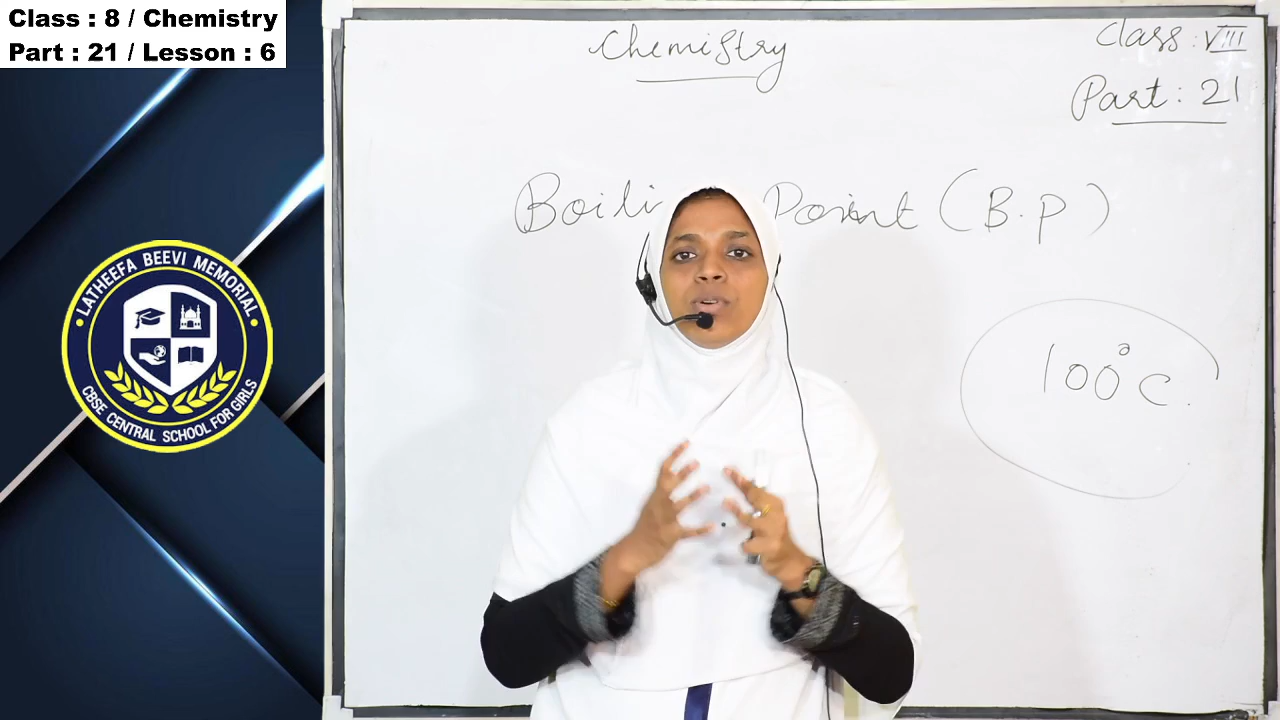 Class : 8 / Chemistry
Part : 21 / Lesson : 6
Chemistry
Class : VIII
Part : 21
Boili Point (B.P)
100°C.
LATHEEFA BEEVI MEMORIAL
CBSE CENTRAL SCHOOL FOR GIRLS